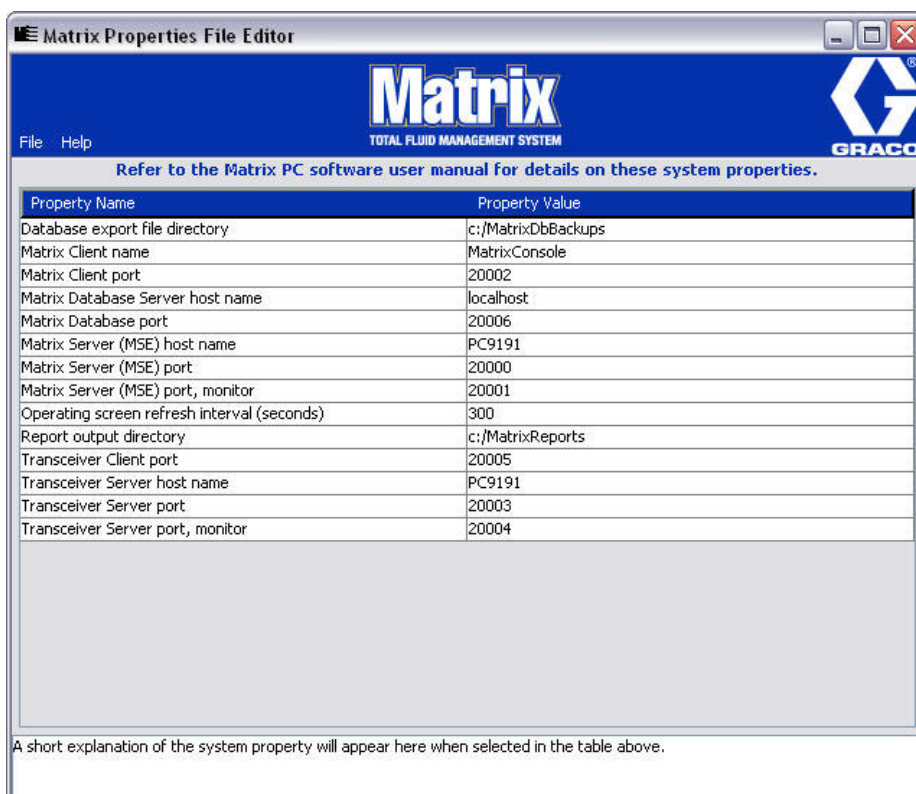 Matrix Properties File Editor
Matrix
TOTAL FLUID MANAGEMENT SYSTEM
®
GRACO
File Help
Refer to the Matrix PC software user manual for details on these system properties.
Property Name Property Value
Database export file directory c:/MatrixDbBackups
Matrix Client name MatrixConsole
Matrix Client port 20002
Matrix Database Server host name localhost
Matrix Database port 20006
Matrix Server (MSE) host name PC9191
Matrix Server (MSE) port 20000
Matrix Server (MSE) port, monitor 20001
Operating screen refresh interval (seconds) 300
Report output directory c:/MatrixReports
Transceiver Client port 20005
Transceiver Server host name PC9191
Transceiver Server port 20003
Transceiver Server port, monitor 20004
A short explanation of the system property will appear here when selected in the table above.